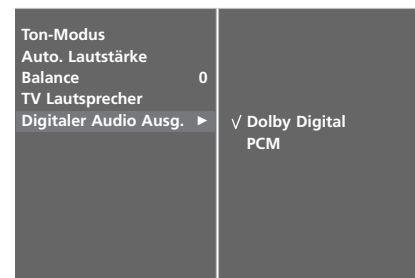 Ton-Modus
Auto. Lautstärke
Balance 0
TV Lautsprecher
Digitaler Audio Ausg. ►
√ Dolby Digital
PCM